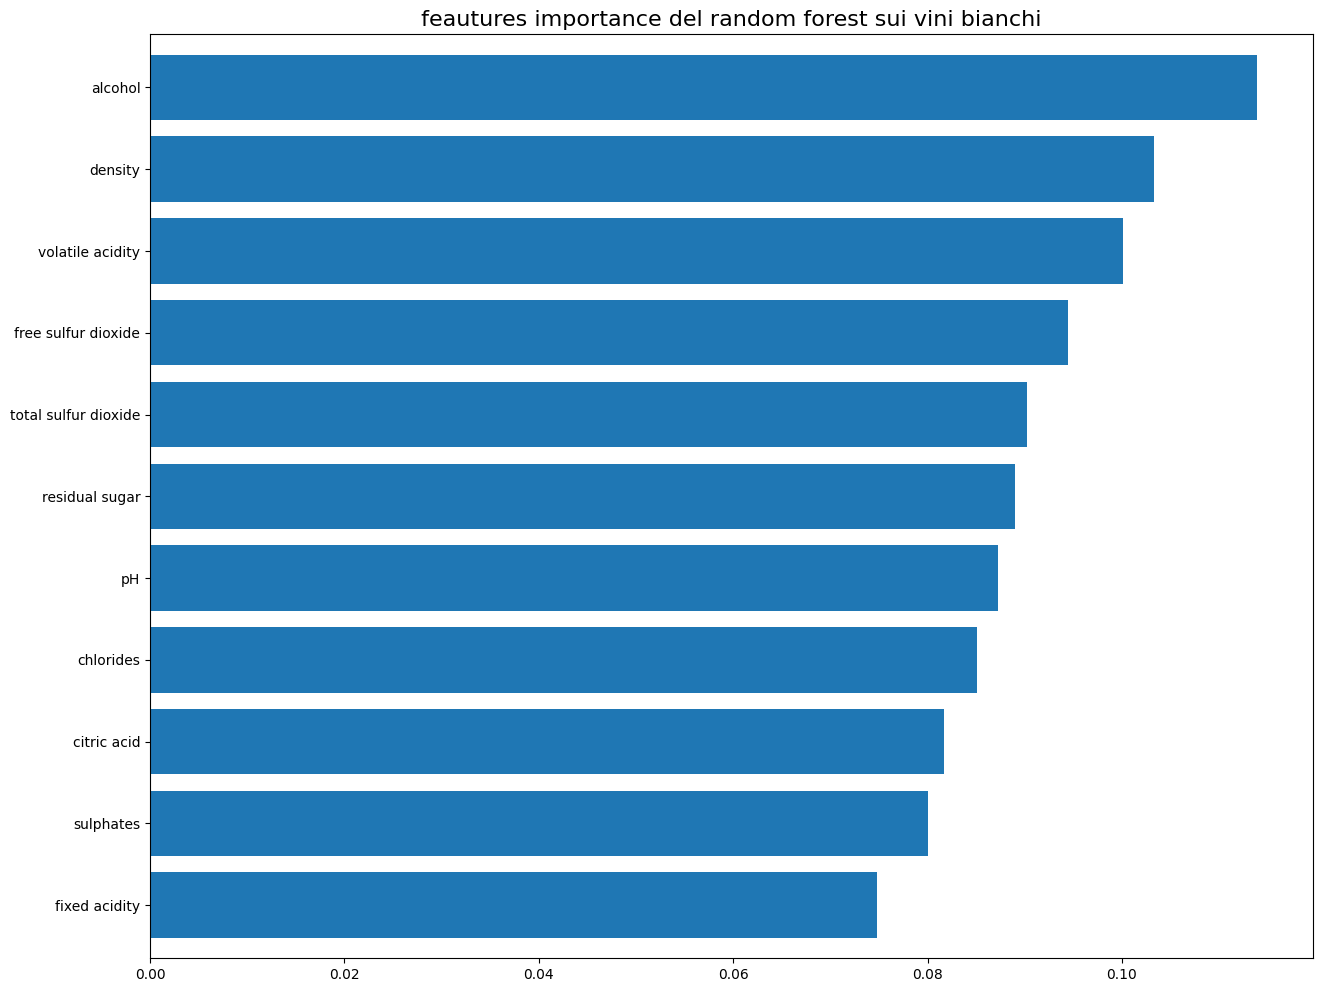 feautures importance del random forest sui vini bianchi
alcohol
density
volatile acidity
free sulfur dioxide
total sulfur dioxide
residual sugar
pH
chlorides
citric acid
sulphates
fixed acidity
0.00 0.02 0.04 0.06 0.08 0.10